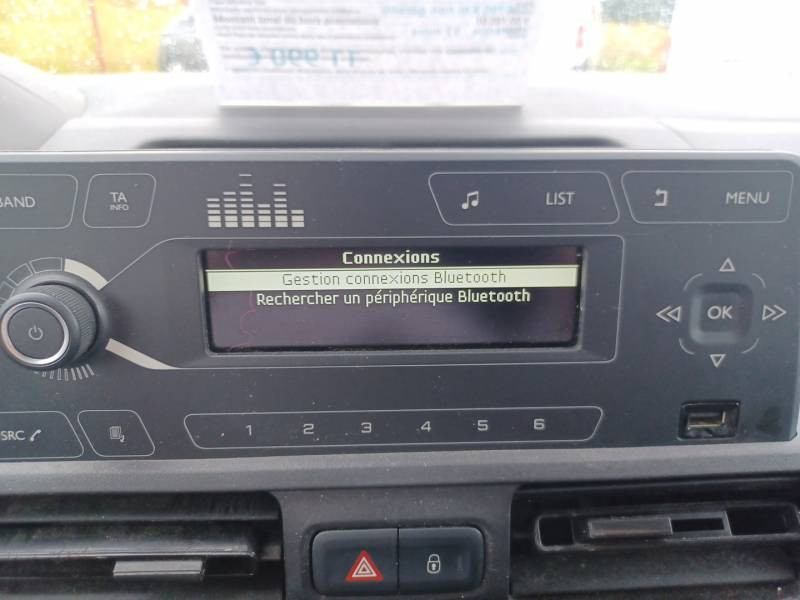 BAND
TA
INFO
LIST
MENU
Connexions
Gestion connexions Bluetooth
Rechercher un périphérique Bluetooth
OK
SRC
1 2 3 4 5 6